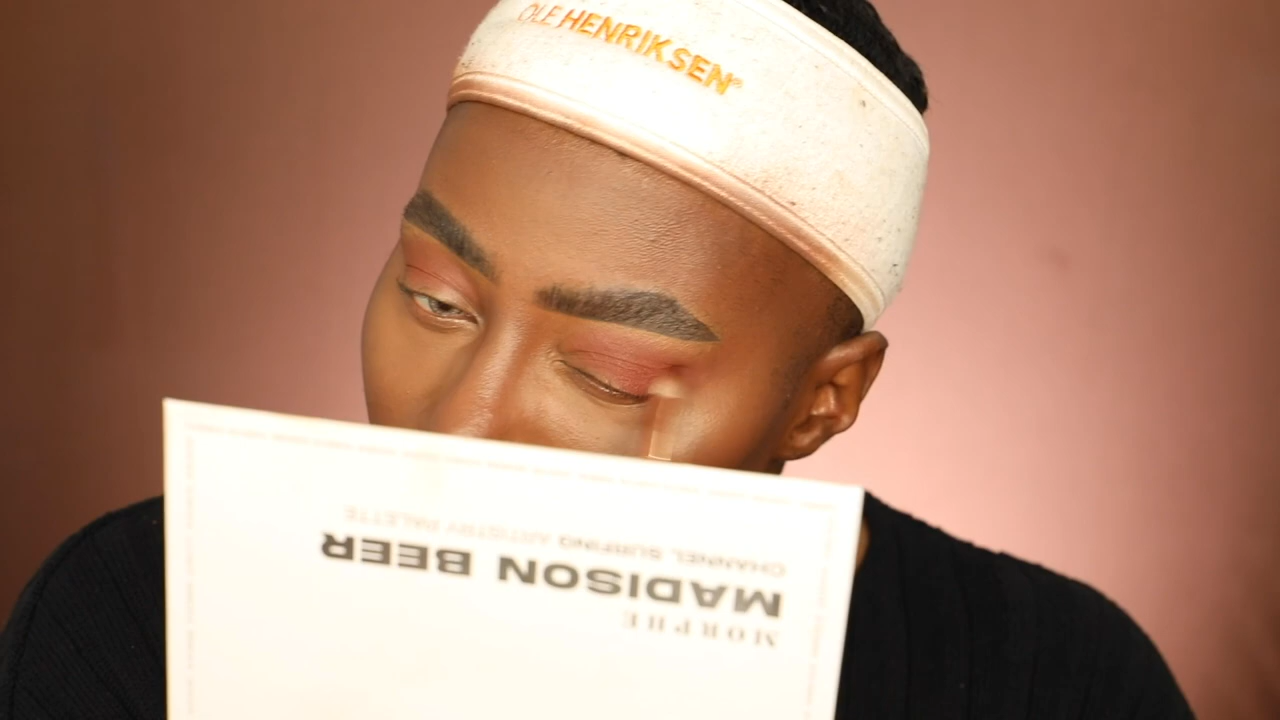 OLE HENRIKSEN®
MORPHE
MADISON BEER
CHANNEL SURFING ARTISTRY PALETTE